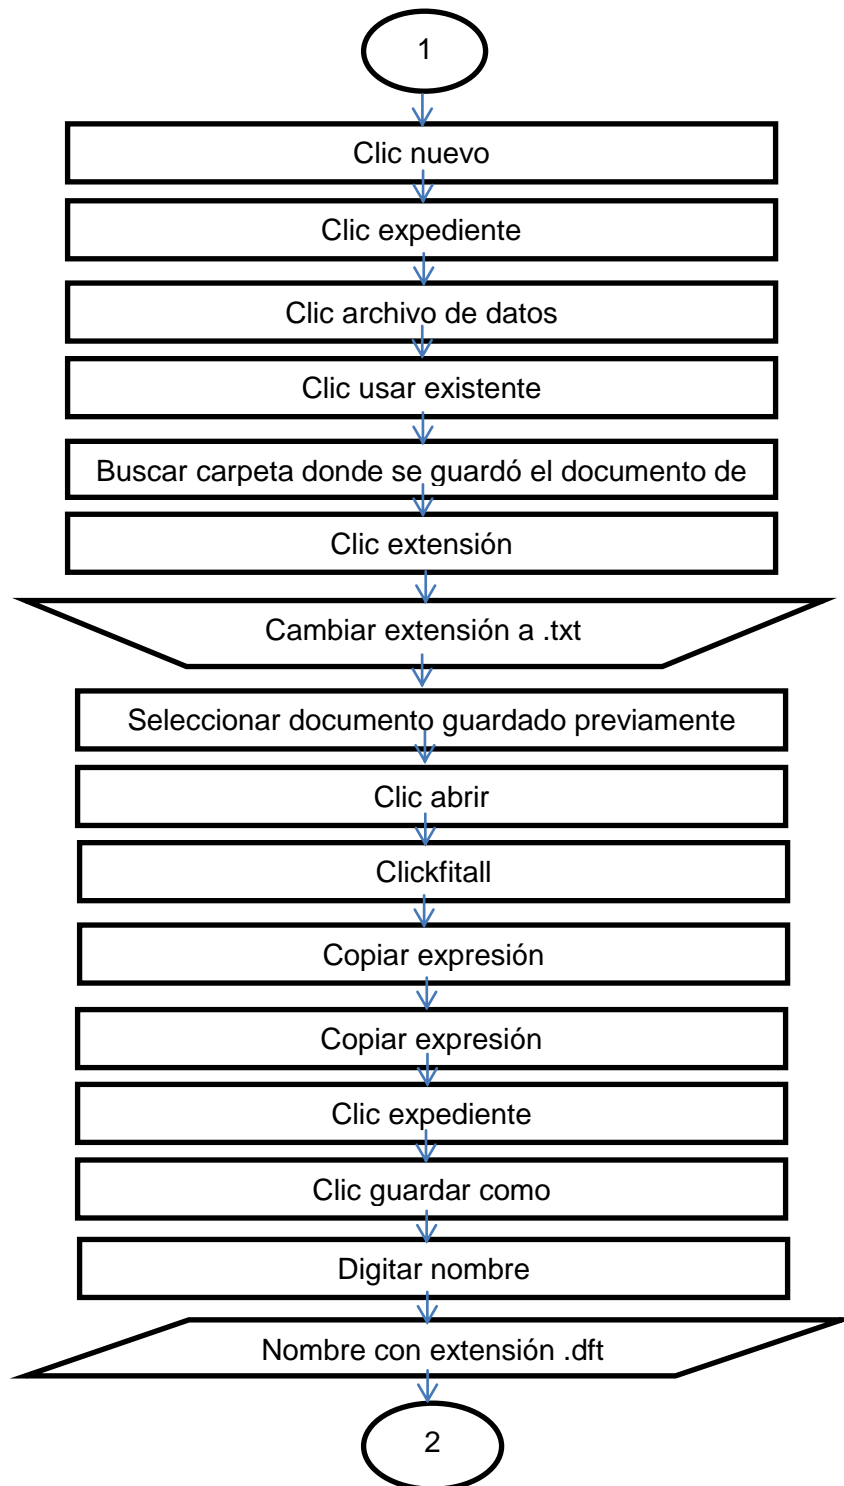 1
Clic nuevo
Clic expediente
Clic archivo de datos
Clic usar existente
Buscar carpeta donde se guardó el documento de
Clic extensión
Cambiar extensión a .txt
Seleccionar documento guardado previamente
Clic abrir
Clickfitall
Copiar expresión
Copiar expresión
Clic expediente
Clic guardar como
Digitar nombre
Nombre con extensión .dft
2